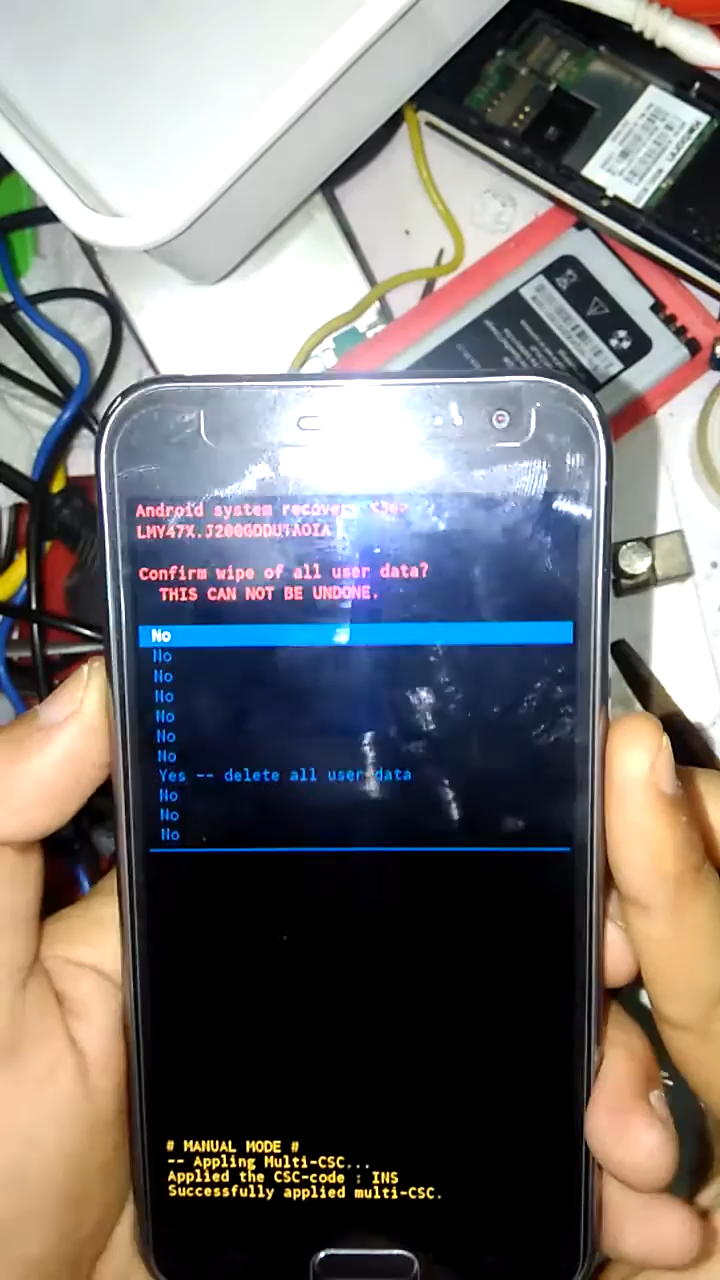 Android system recovery <3e>
LMY47X.J200GDDUTAOIA
Confirm wipe of all user data?
THIS CAN NOT BE UNDONE.
No
No
No
No
No
No
No
Yes -- delete all user data
No
No
No
# MANUAL MODE #
-- Appling Multi-CSC...
Applied the CSC-code : INS
Successfully applied multi-CSC.